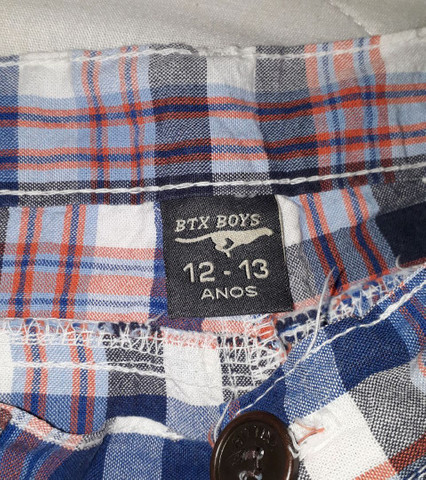 BTX BOYS
12 - 13
ANOS